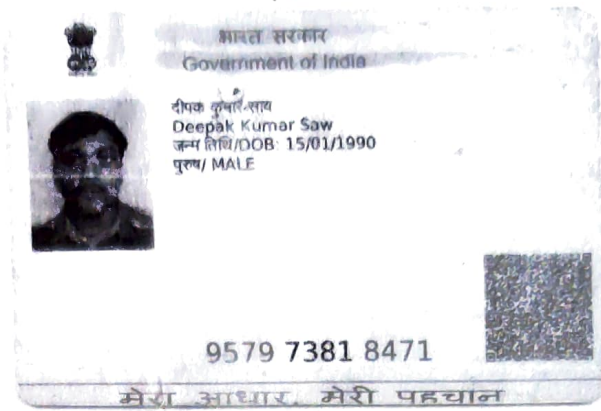 भारत सरकार
Government of India
दीपक कुमार साव
Deepak Kumar Saw
जन्म तिथि/DOB: 15/01/1990
पुरुष/ MALE
9579 7381 8471
मेरा आधार, मेरी पहचान